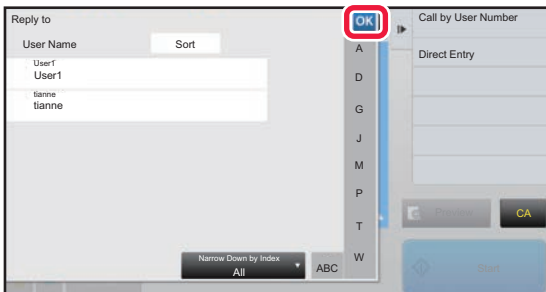 Reply to
OK
User Name
Sort
User1
User1
tianne
tianne
A
D
G
J
M
P
T
W
Narrow Down by Index
All
ABC
Call by User Number
Direct Entry
Preview
CA
Start